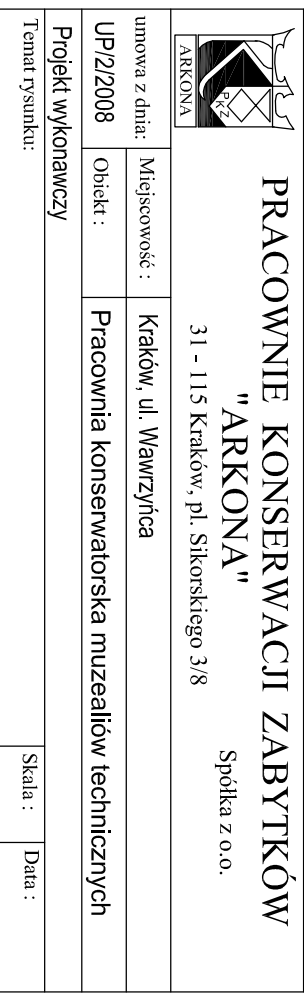 PRACOWNIE KONSERWACJI ZABYTKÓW
"ARKONA"
Spółka z o.o.
31 - 115 Kraków, pl. Sikorskiego 3/8
PKZ
ARKONA
umowa z dnia:
Miejscowość :
Kraków, ul. Wawrzyńca
UP/2/2008
Obiekt :
Pracownia konserwatorska muzealiów technicznych
Projekt wykonawczy
Temat rysunku:
Skala :
Data :